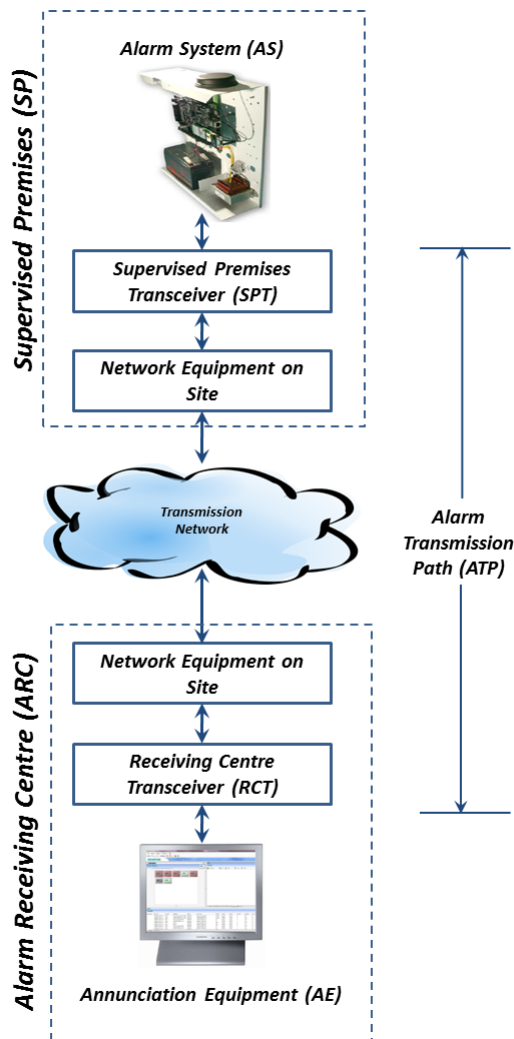 Supervised Premises (SP)
Alarm System (AS)
Supervised Premises
Transceiver (SPT)
Network Equipment on
Site
Transmission
Network
Alarm
Transmission
Path (ATP)
Alarm Receiving Centre (ARC)
Network Equipment on
Site
Receiving Centre
Transceiver (RCT)
Annunciation Equipment (AE)